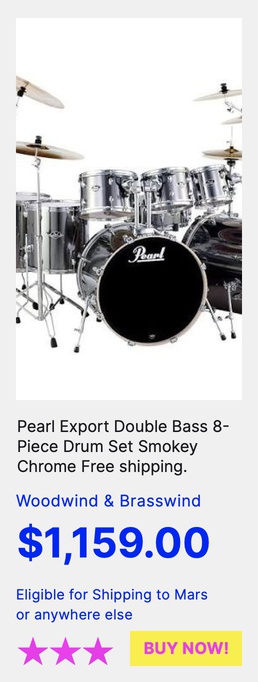 Pearl
Pearl Export Double Bass 8-
Piece Drum Set Smokey
Chrome Free shipping.
Woodwind & Brasswind
$1,159.00
Eligible for Shipping to Mars
or anywhere else
BUY NOW!